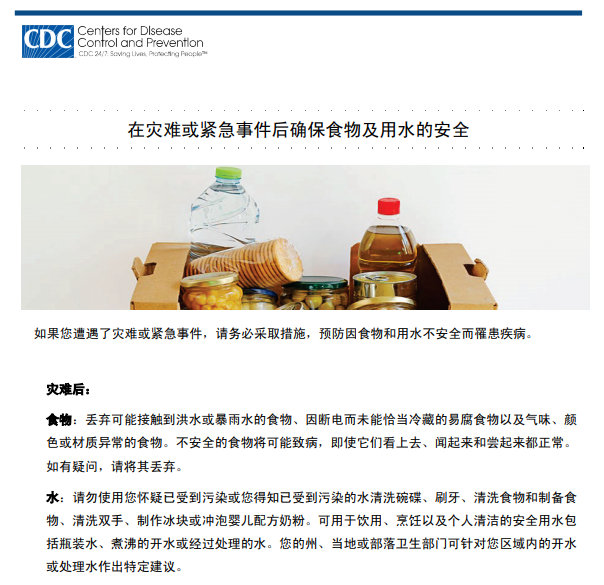 CDC
Centers for Disease
Control and Prevention
CDC 24/7: Saving Lives, Protecting People™
在灾难或紧急事件后确保食物及用水的安全
如果您遭遇了灾难或紧急事件，请务必采取措施，预防因食物和用水不安全而罹患疾病。
灾难后：
食物：丢弃可能接触到洪水或暴雨水的食物、因断电而未能恰当冷藏的易腐食物以及气味、颜
色或材质异常的食物。不安全的食物将可能致病，即使它们看上去、闻起来和尝起来都正常。
如有疑问，请将其丢弃。
水：请勿使用您怀疑已受到污染或您得知已受到污染的水清洗碗碟、刷牙、清洗食物和制备食
物、清洗双手、制作冰块或冲泡婴儿配方奶粉。可用于饮用、烹饪以及个人清洁的安全用水包
括瓶装水、煮沸的开水或经过处理的水。您的州、当地或部落卫生部门可针对您区域内的开水
或处理水作出特定建议。